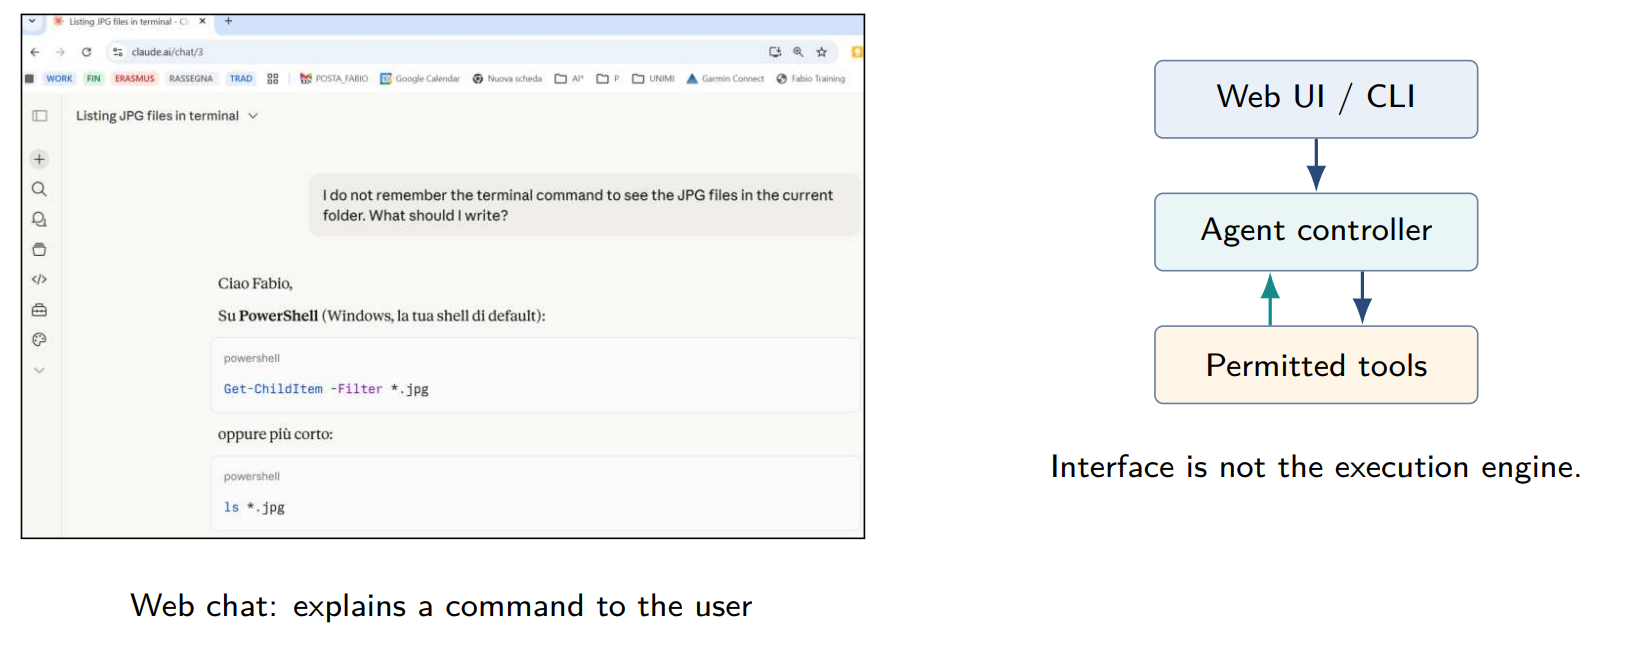 Listing JPG files in terminal - Cl
claude.ai/chat/3
WORK FIN ERASMUS RASSEGNA TRAD POSTA_FABIO Google Calendar Nuova scheda AI* P UNIMI Garmin Connect Fabio Training
Listing JPG files in terminal
I do not remember the terminal command to see the JPG files in the current
folder. What should I write?
Ciao Fabio,
Su PowerShell (Windows, la tua shell di default):
powershell
Get-ChildItem -Filter *.jpg
oppure più corto:
powershell
ls *.jpg
Web chat: explains a command to the user
Web UI / CLI
Agent controller
Permitted tools
Interface is not the execution engine.